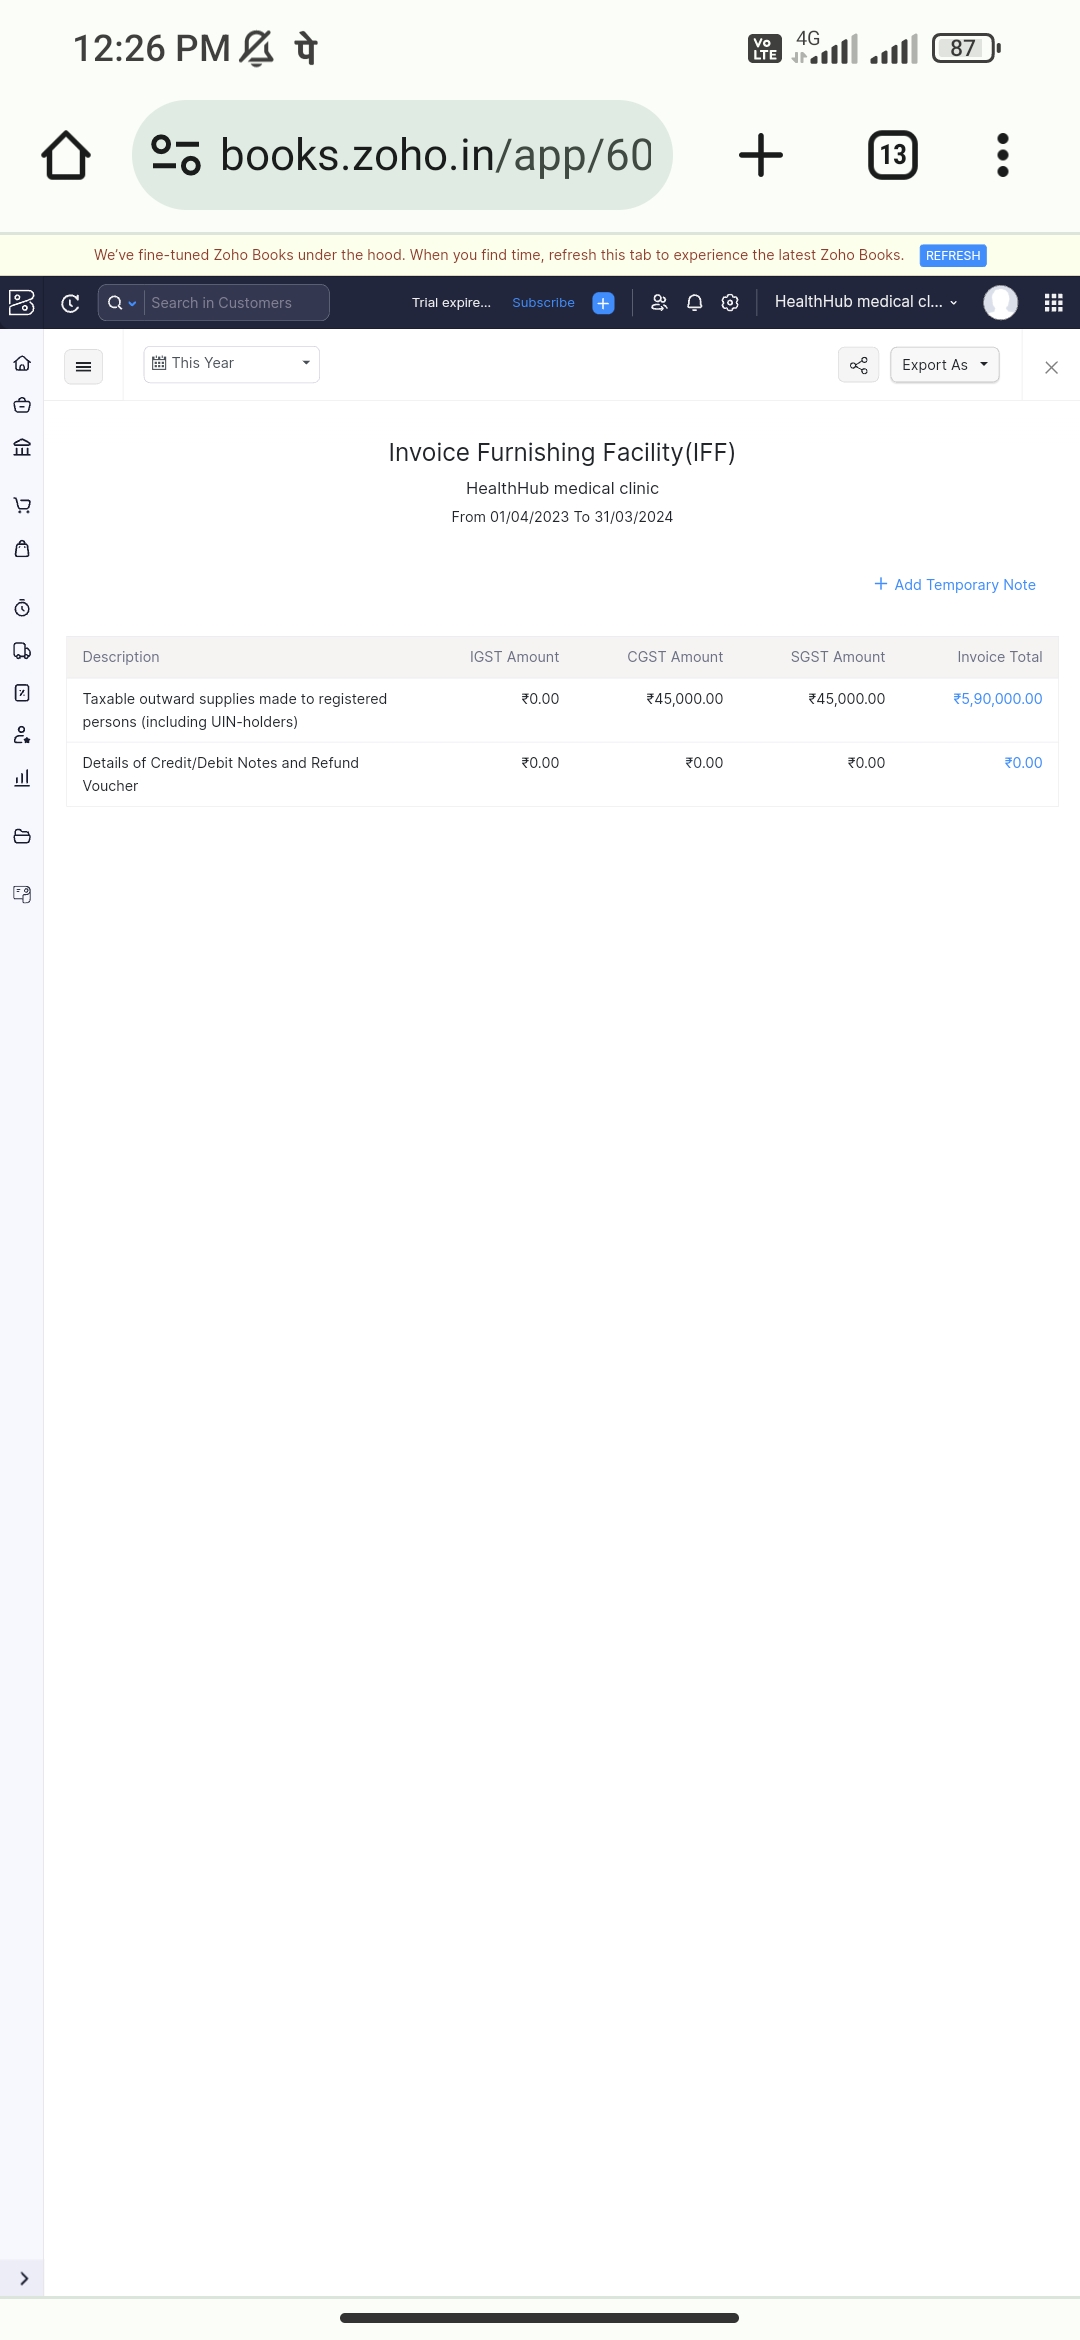 12:26 PM पे Vo LTE 4G 87
books.zoho.in/app/60 13
We've fine-tuned Zoho Books under the hood. When you find time, refresh this tab to experience the latest Zoho Books. REFRESH
Search in Customers Trial expire... Subscribe HealthHub medical cl...
This Year Export As
Invoice Furnishing Facility(IFF)
HealthHub medical clinic
From 01/04/2023 To 31/03/2024
+ Add Temporary Note
Description IGST Amount CGST Amount SGST Amount Invoice Total
Taxable outward supplies made to registered ₹0.00 ₹45,000.00 ₹45,000.00 ₹5,90,000.00
persons (including UIN-holders)
Details of Credit/Debit Notes and Refund ₹0.00 ₹0.00 ₹0.00 ₹0.00
Voucher